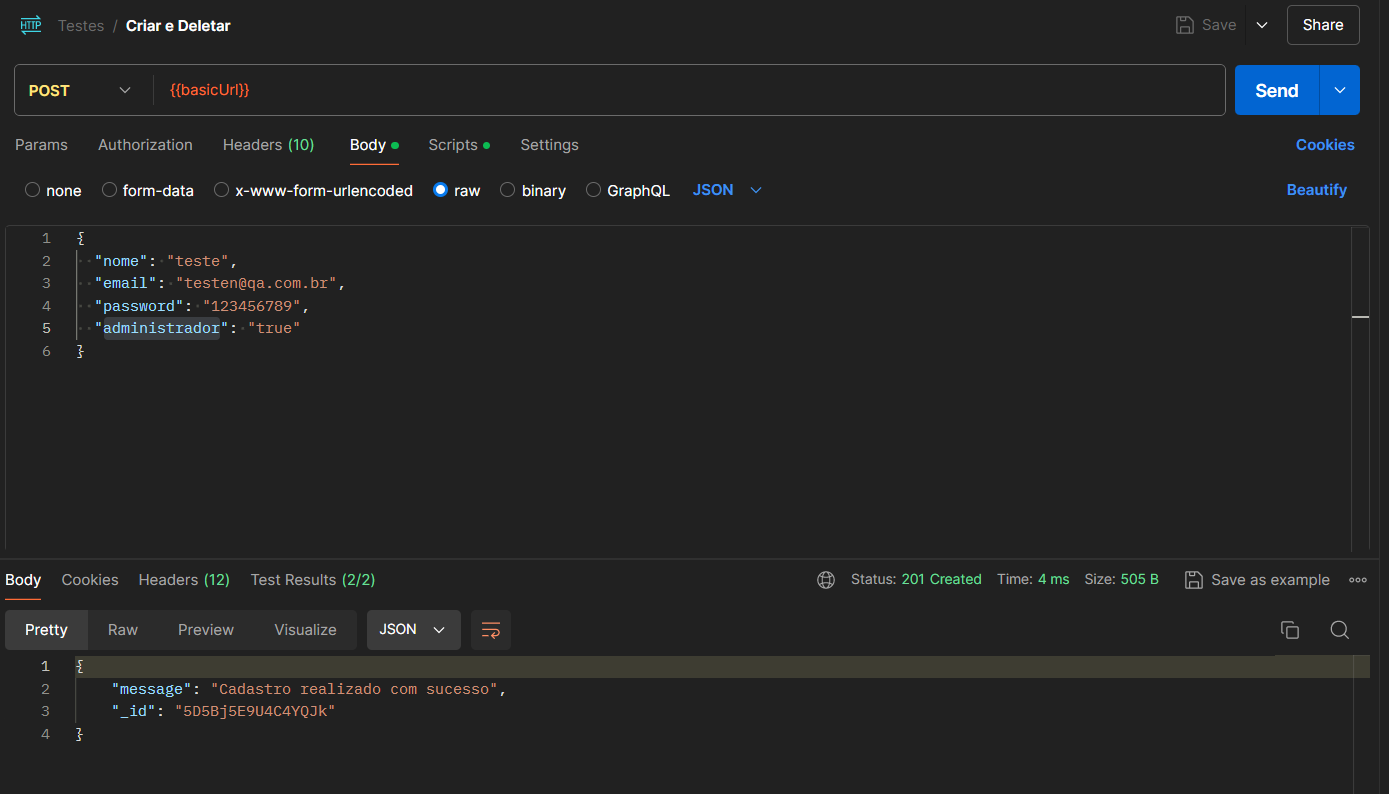 HTTP Testes / Criar e Deletar Save Share
POST {{basicUrl}} Send
Params Authorization Headers (10) Body Scripts Settings Cookies
none form-data x-www-form-urlencoded raw binary GraphQL JSON Beautify
1 {
2 "nome": "teste",
3 "email": "testen@qa.com.br",
4 "password": "123456789",
5 "administrador": "true"
6 }
Body Cookies Headers (12) Test Results (2/2) Status: 201 Created Time: 4 ms Size: 505 B Save as example
Pretty Raw Preview Visualize JSON
1 {
2 "message": "Cadastro realizado com sucesso",
3 "_id": "5D5Bj5E9U4C4YQJk"
4 }